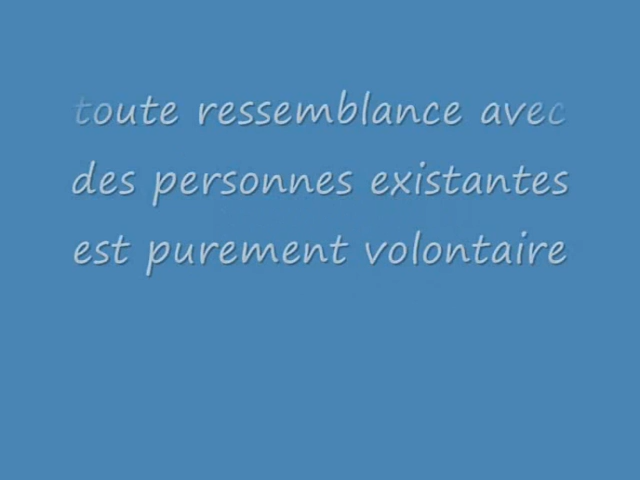 toute ressemblance avec
des personnes existantes
est purement volontaire